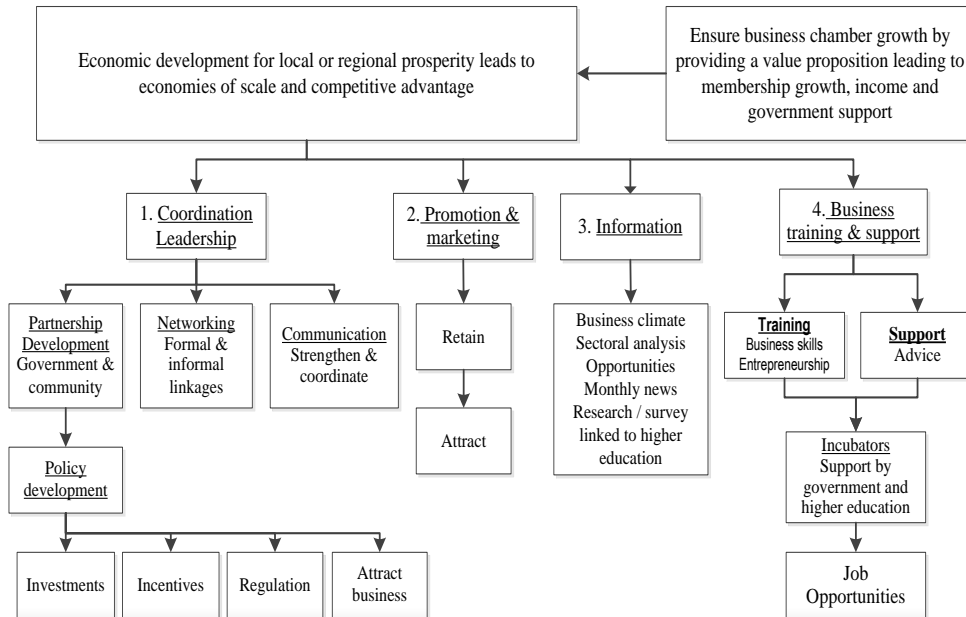 Economic development for local or regional prosperity leads to
economies of scale and competitive advantage
Ensure business chamber growth by
providing a value proposition leading to
membership growth, income and
government support
1. Coordination
Leadership
2. Promotion &
marketing
3. Information
4. Business
training & support
Partnership
Development
Government &
community
Networking
Formal &
informal
linkages
Communication
Strengthen &
coordinate
Retain
Business climate
Sectoral analysis
Opportunities
Monthly news
Research / survey
linked to higher
education
Training
Business skills
Entrepreneurship
Support
Advice
Attract
Policy
development
Incubators
Support by
government and
higher education
Investments
Incentives
Regulation
Attract
business
Job
Opportunities